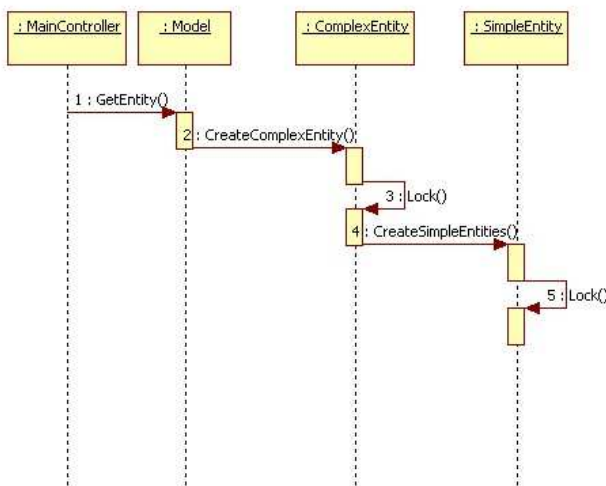 : MainController
: Model
: ComplexEntity
: SimpleEntity
1 : GetEntity()
2 : CreateComplexEntity()
3 : Lock()
4 : CreateSimpleEntities()
5 : Lock()